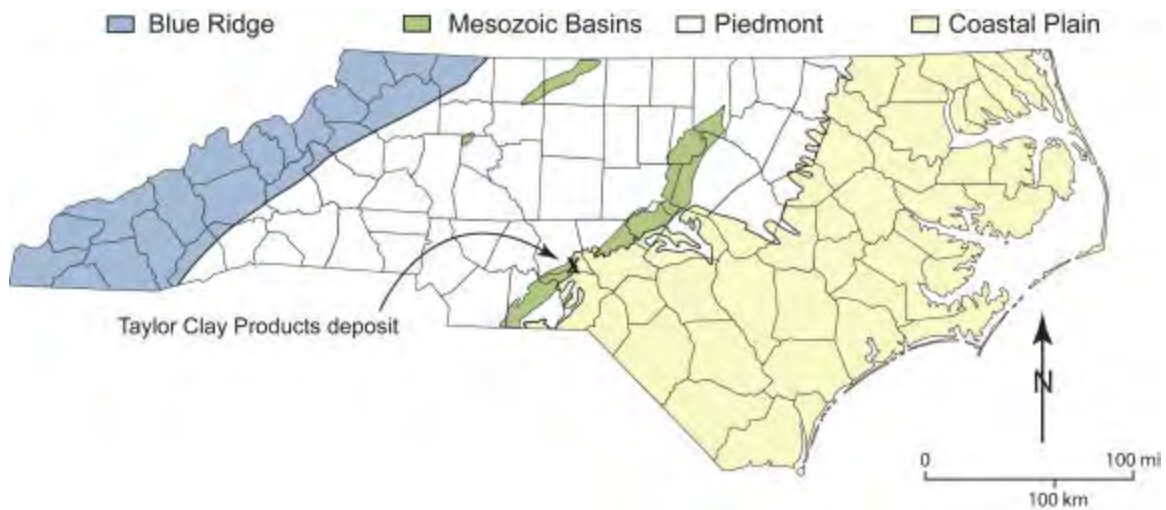 Blue Ridge
Mesozoic Basins
Piedmont
Coastal Plain
Taylor Clay Products deposit
X
N
0
100 mi
100 km